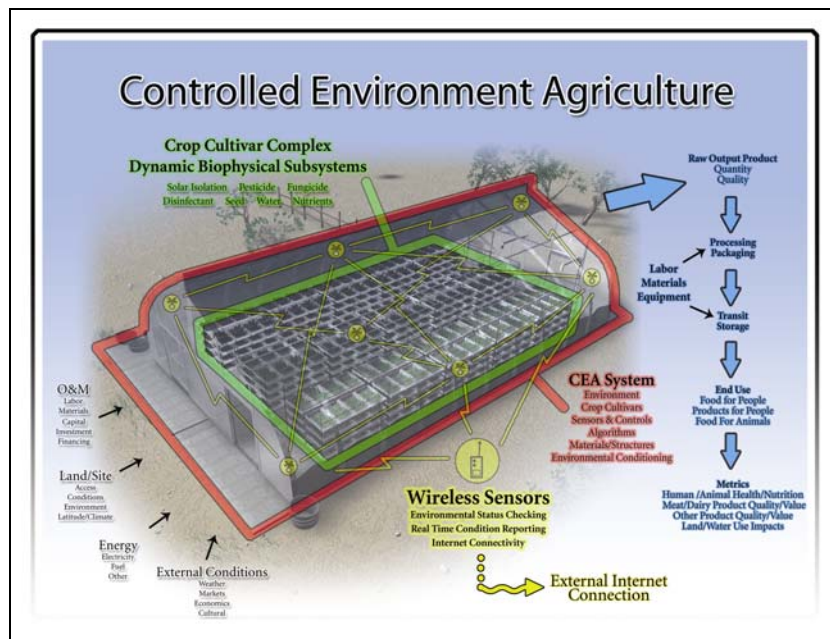 Controlled Environment Agriculture
Crop Cultivar Complex
Dynamic Biophysical Subsystems
Solar Isolation Pesticide Fungicide
Disinfectant Seed Water Nutrients
Raw Output Product
Quantity
Quality
Processing
Packaging
Labor
Materials
Equipment
Transit
Storage
End Use
Food for People
Products for People
Food For Animals
Metrics
Human /Animal Health/Nutrition
Meat/Dairy Product Quality/Value
Other Product Quality/Value
Land/Water Use Impacts
CEA System
Environment
Crop Cultivars
Sensors & Controls
Algorithms
Materials/Structures
Environmental Conditioning
O&M
Labor
Materials
Capital
Investment
Financing
Land/Site
Access
Conditions
Environment
Latitude/Climate
Energy
Electricity
Fuel
Other
External Conditions
Weather
Markets
Economics
Cultural
Wireless Sensors
Environmental Status Checking
Real Time Condition Reporting
Internet Connectivity
External Internet
Connection